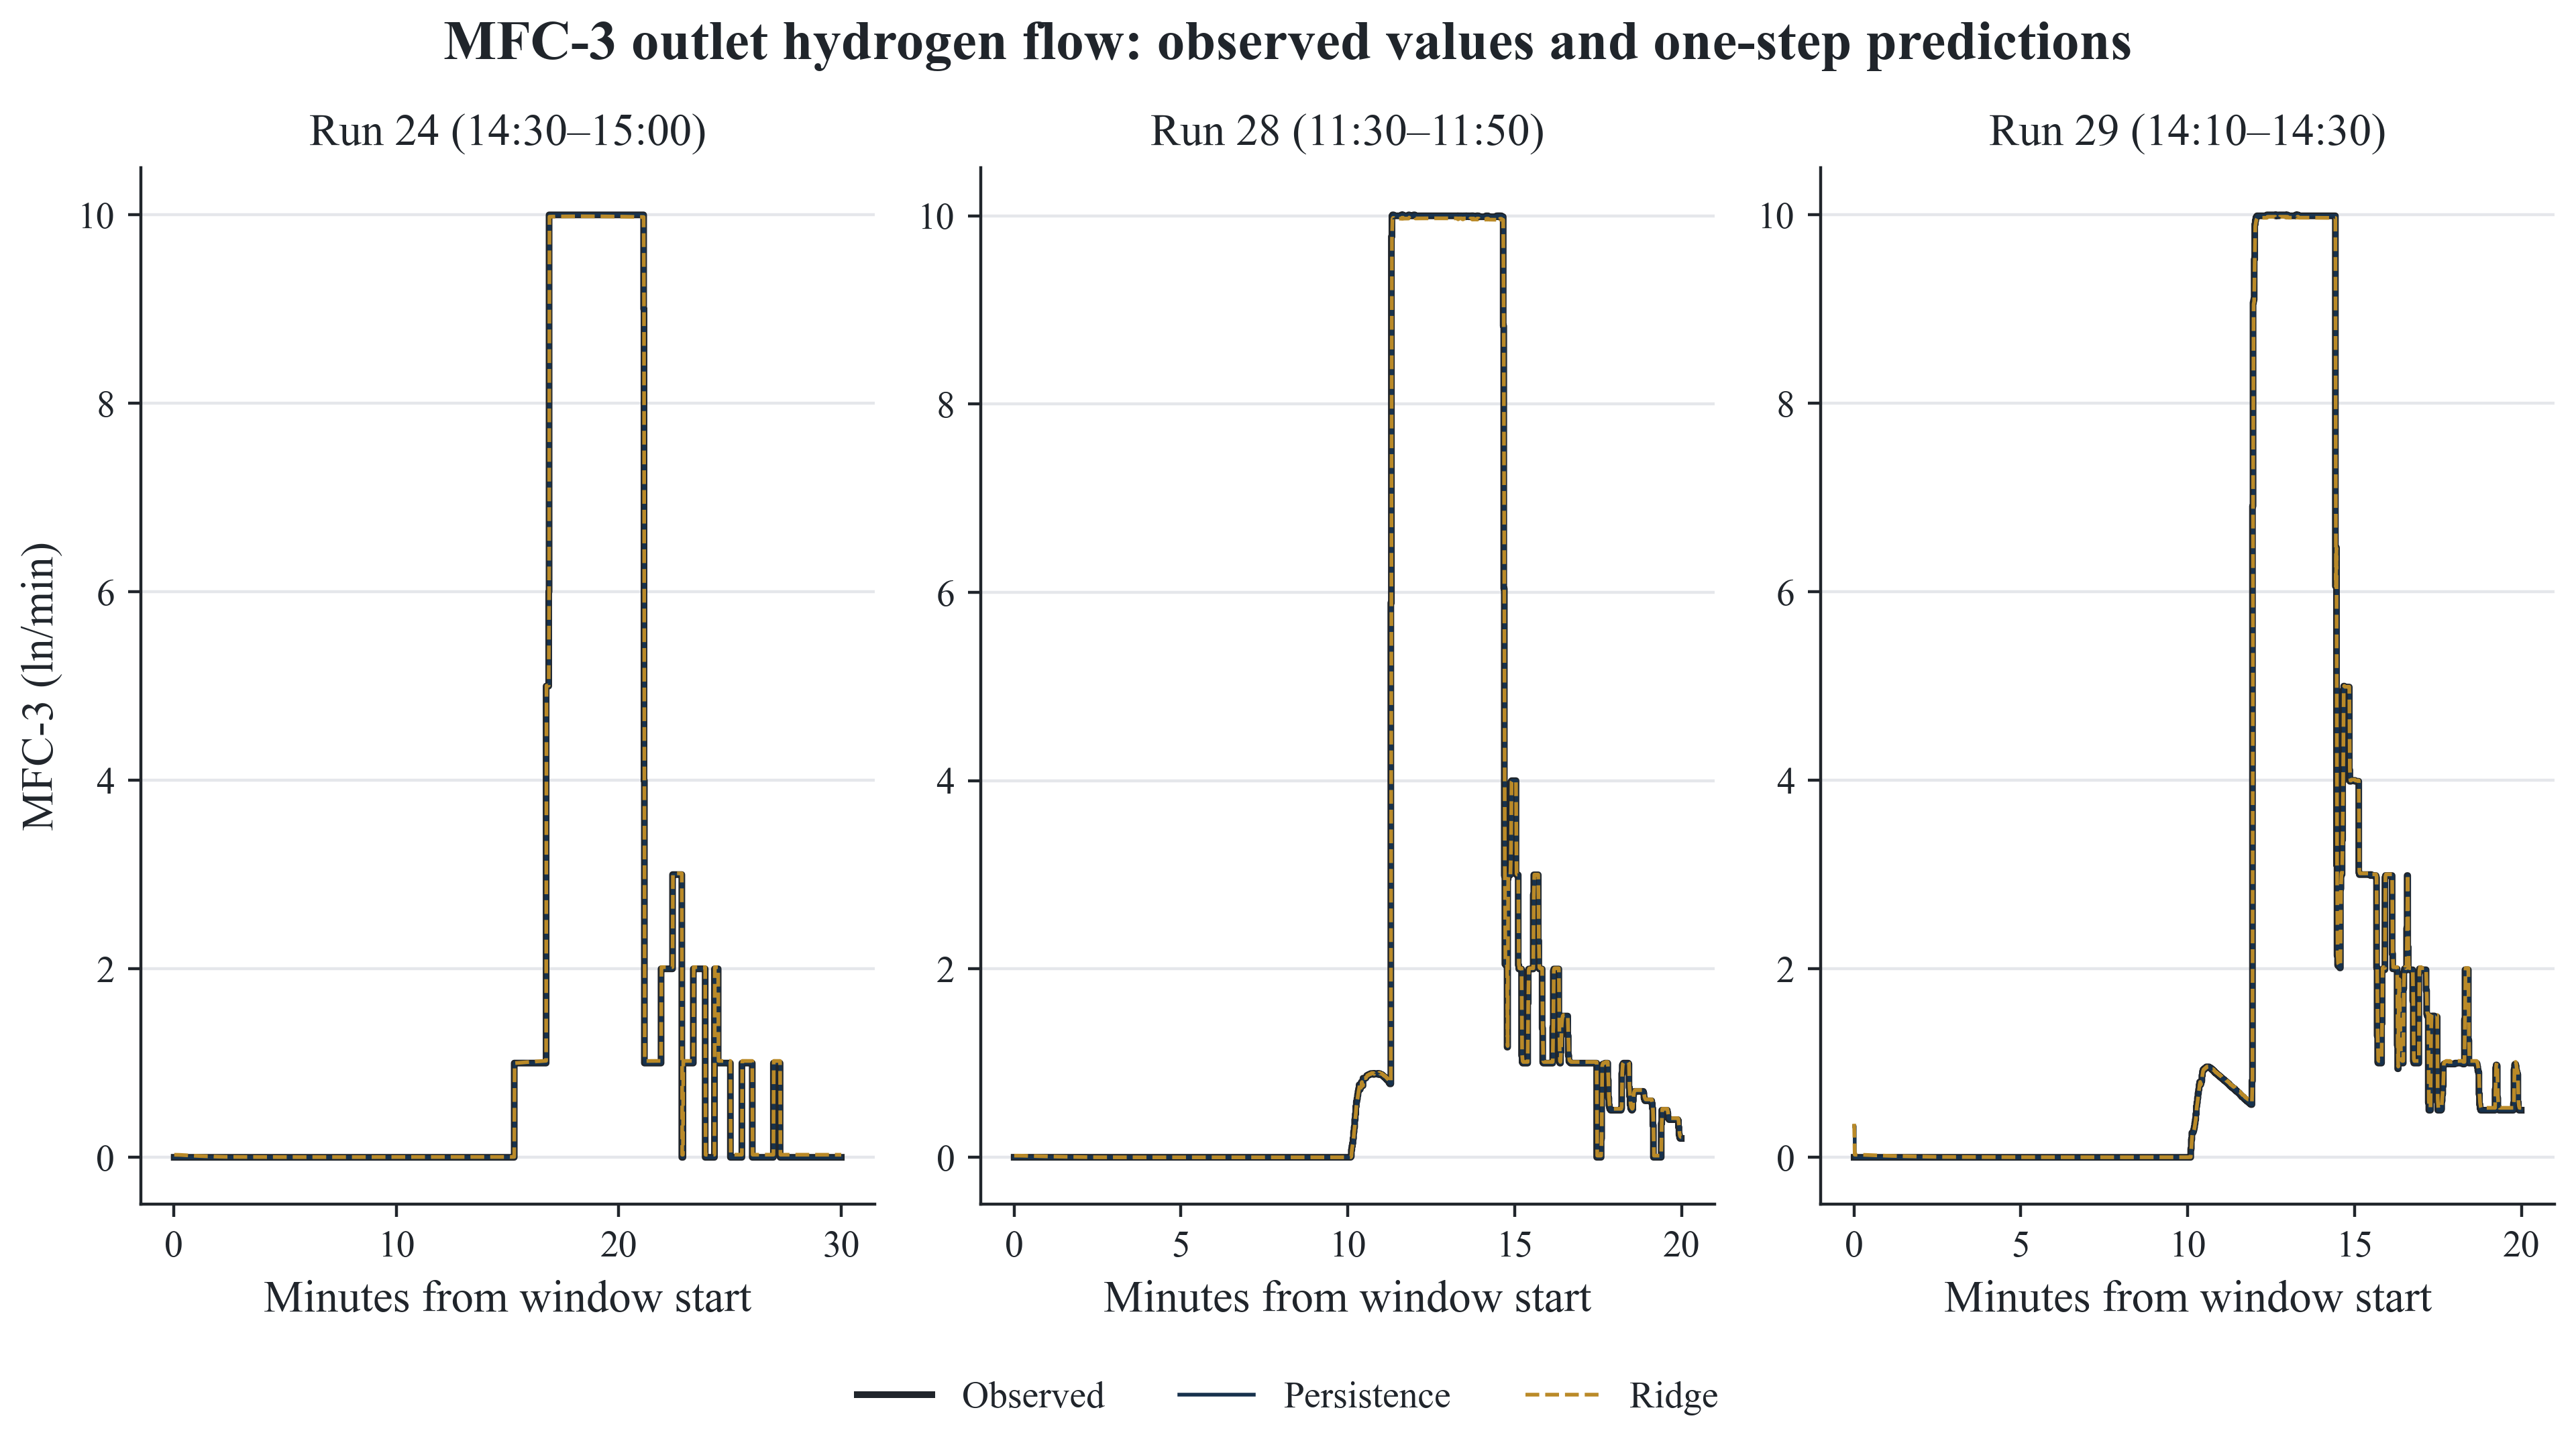 MFC-3 outlet hydrogen flow: observed values and one-step predictions
Run 24 (14:30–15:00)
Run 28 (11:30–11:50)
Run 29 (14:10–14:30)
MFC-3 (ln/min)
10
8
6
4
2
0
0 10 20 30
Minutes from window start
10
8
6
4
2
0
0 5 10 15 20
Minutes from window start
10
8
6
4
2
0
0 5 10 15 20
Minutes from window start
Observed Persistence Ridge